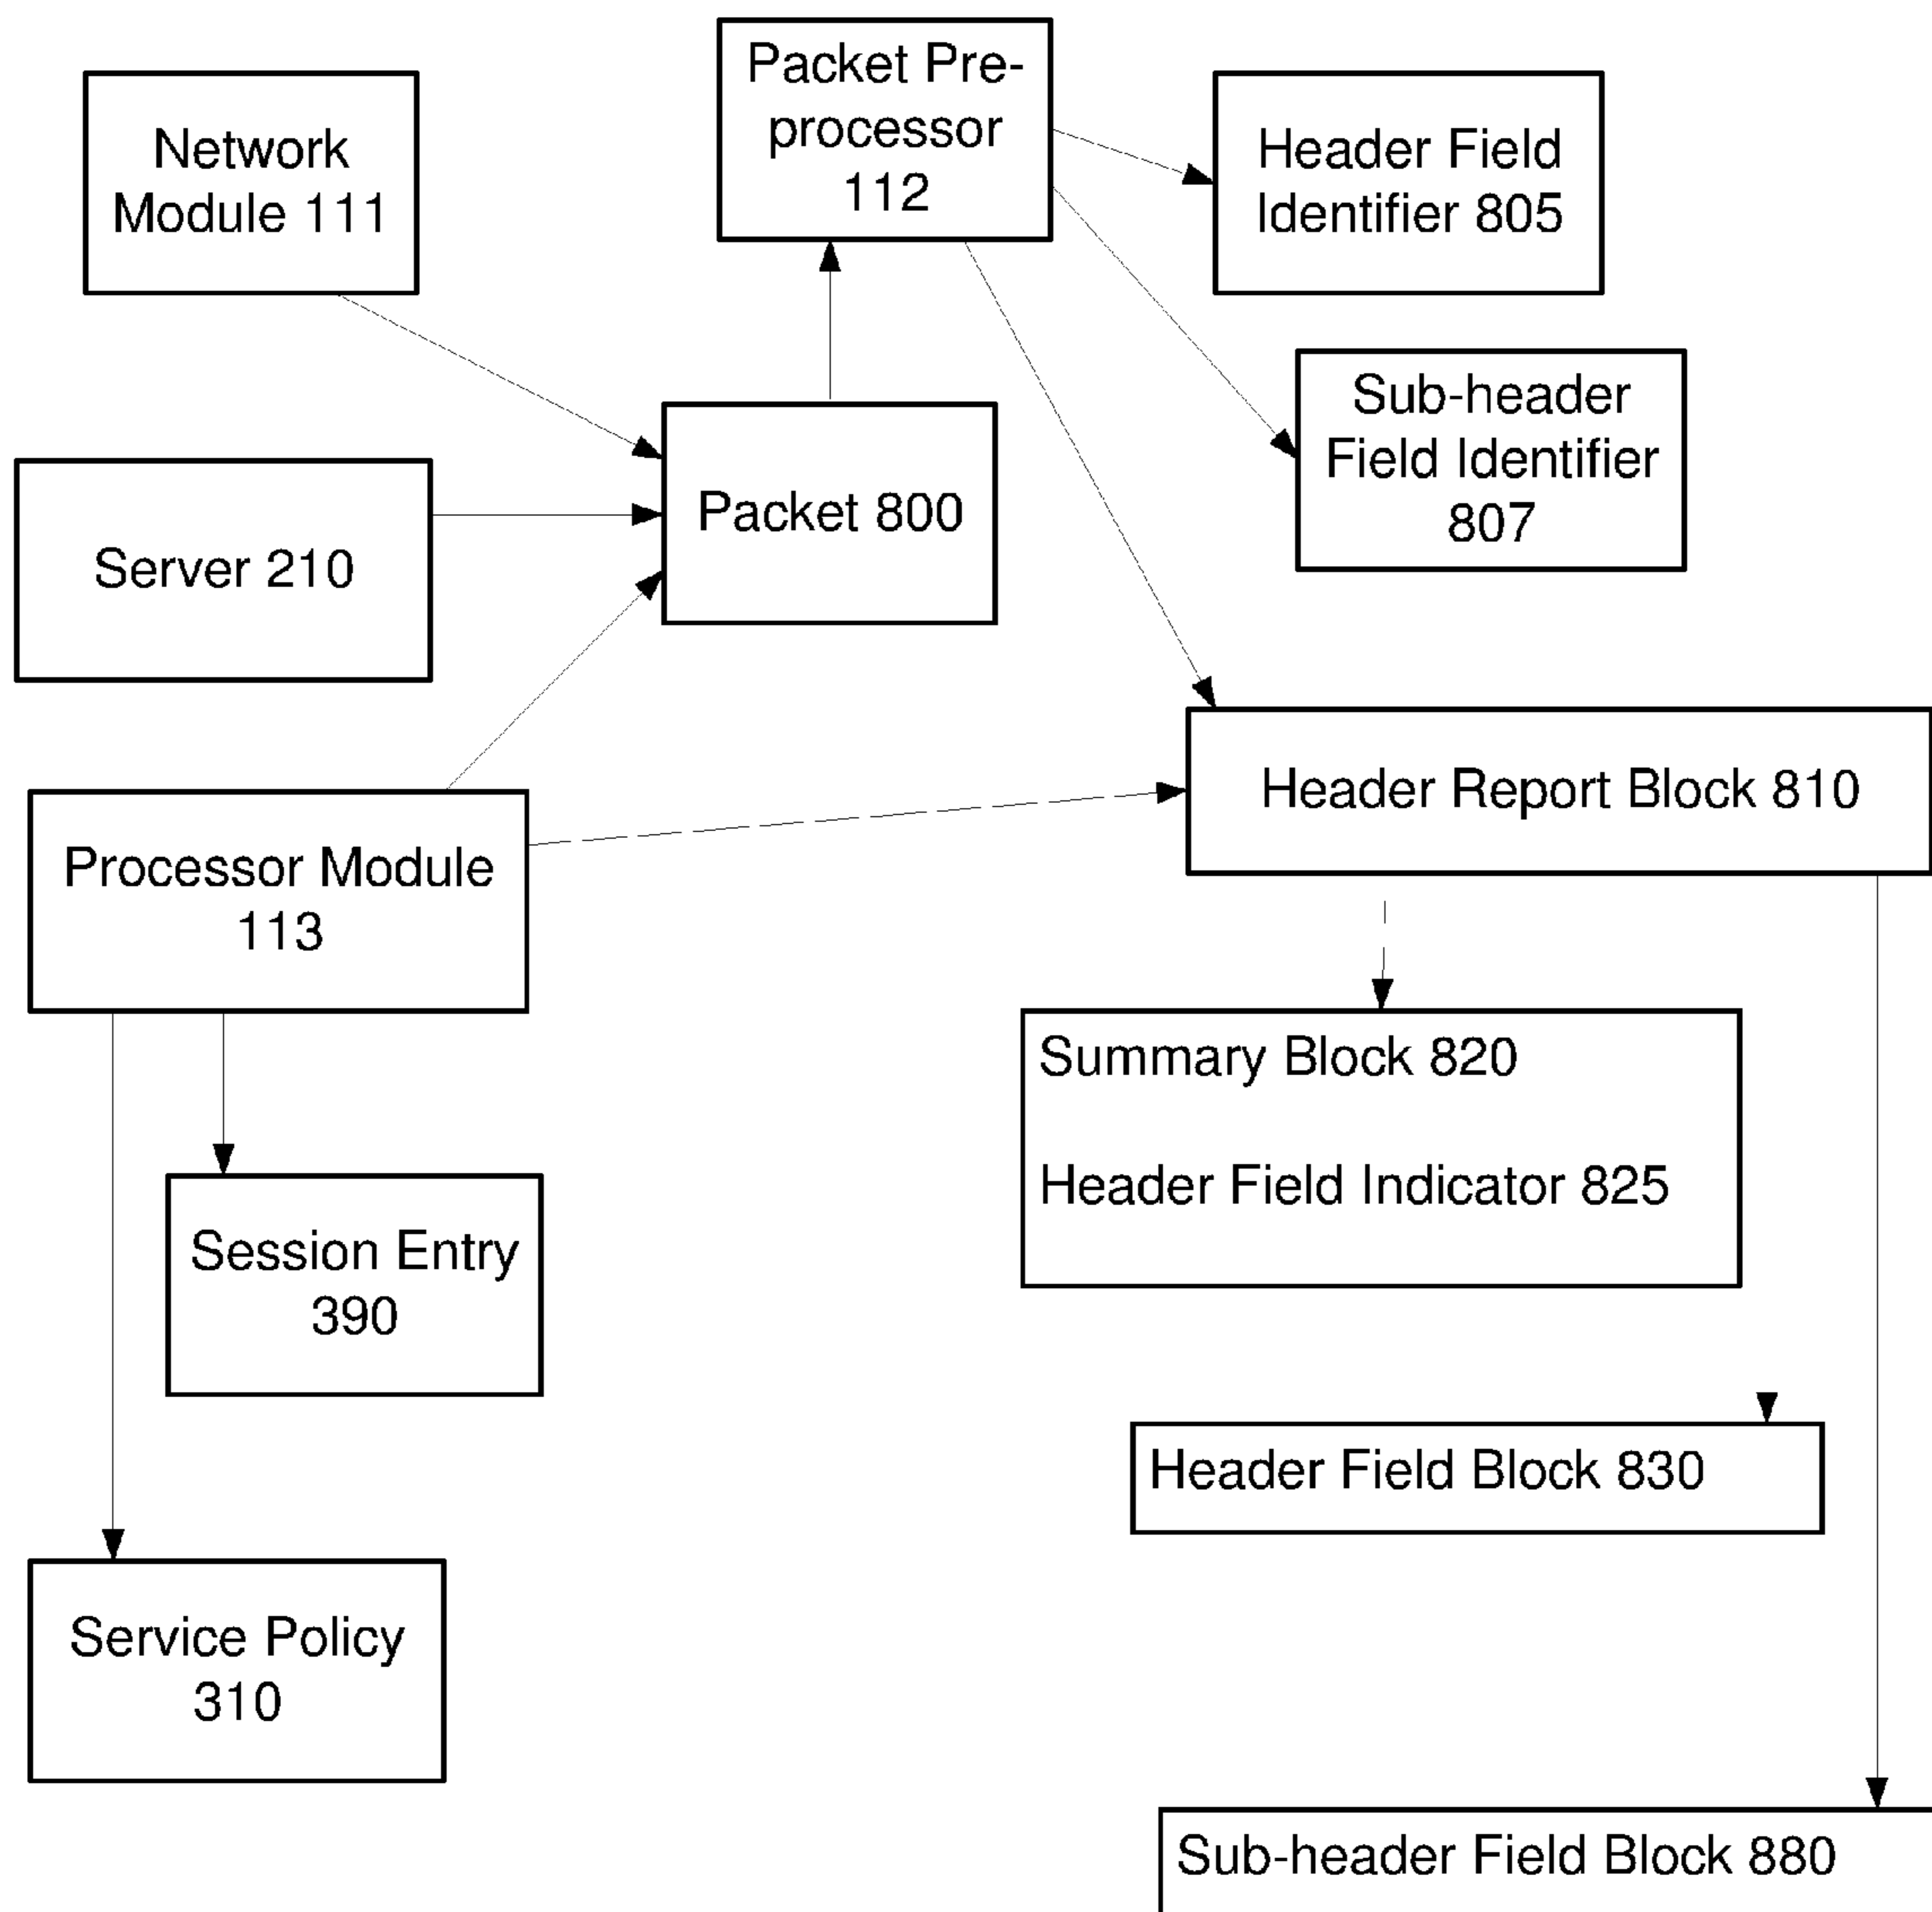 Packet Pre-
processor
112
Network
Module 111
Header Field
Identifier 805
Sub-header
Field Identifier
807
Packet 800
Server 210
Header Report Block 810
Processor Module
113
Summary Block 820
Header Field Indicator 825
Session Entry
390
Header Field Block 830
Service Policy
310
Sub-header Field Block 880